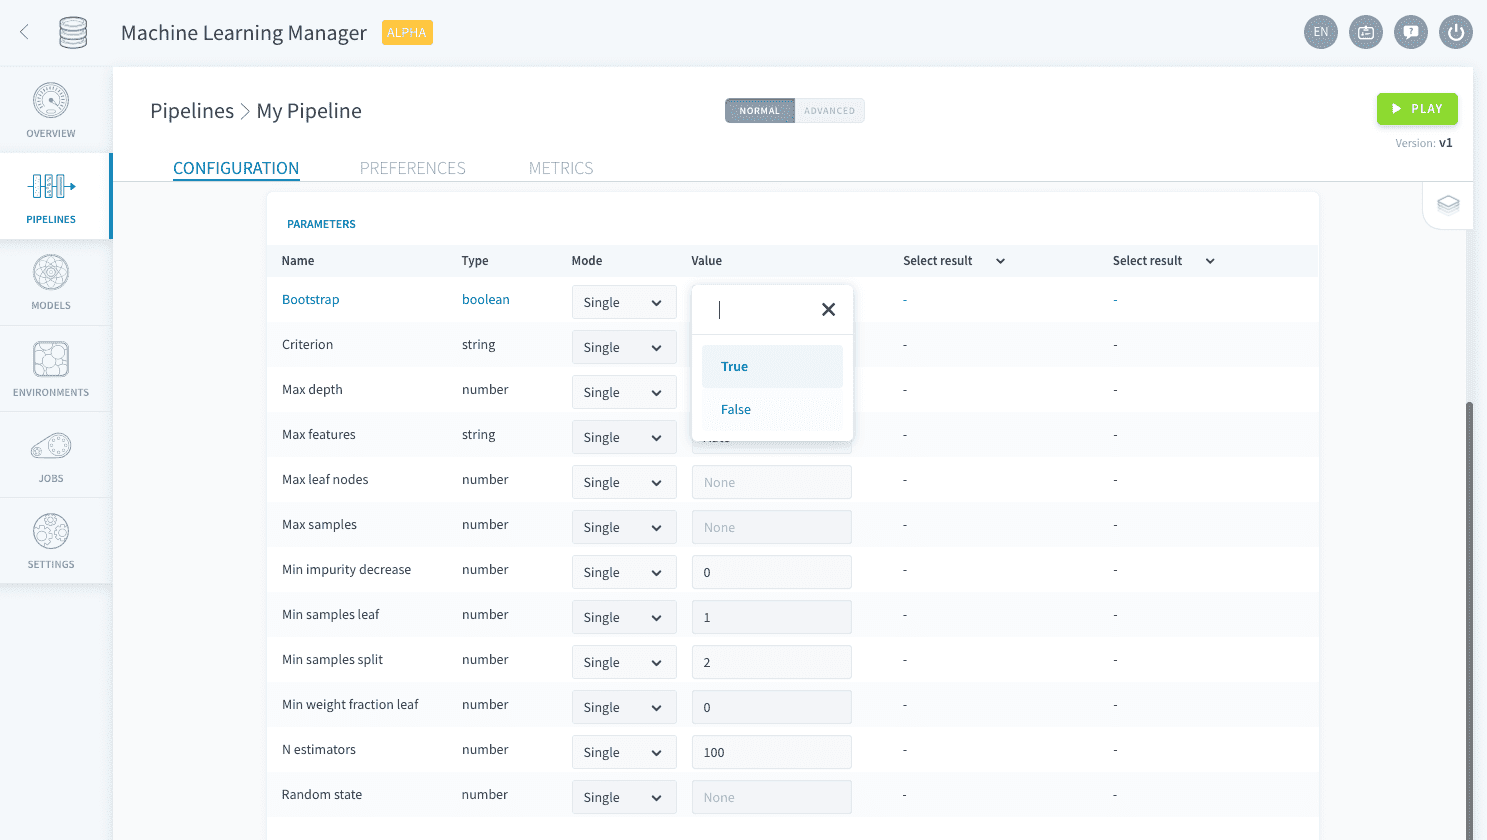 Machine Learning Manager ALPHA
EN
OVERVIEW
PIPELINES
MODELS
ENVIRONMENTS
JOBS
SETTINGS
Pipelines > My Pipeline
NORMAL ADVANCED
PLAY
Version: v1
CONFIGURATION PREFERENCES METRICS
PARAMETERS
Name Type Mode Value Select result Select result
Bootstrap boolean Single - -
True
False
Criterion string Single - -
Max depth number Single - -
Max features string Single - -
Max leaf nodes number Single None - -
Max samples number Single None - -
Min impurity decrease number Single 0 - -
Min samples leaf number Single 1 - -
Min samples split number Single 2 - -
Min weight fraction leaf number Single 0 - -
N estimators number Single 100 - -
Random state number Single None - -